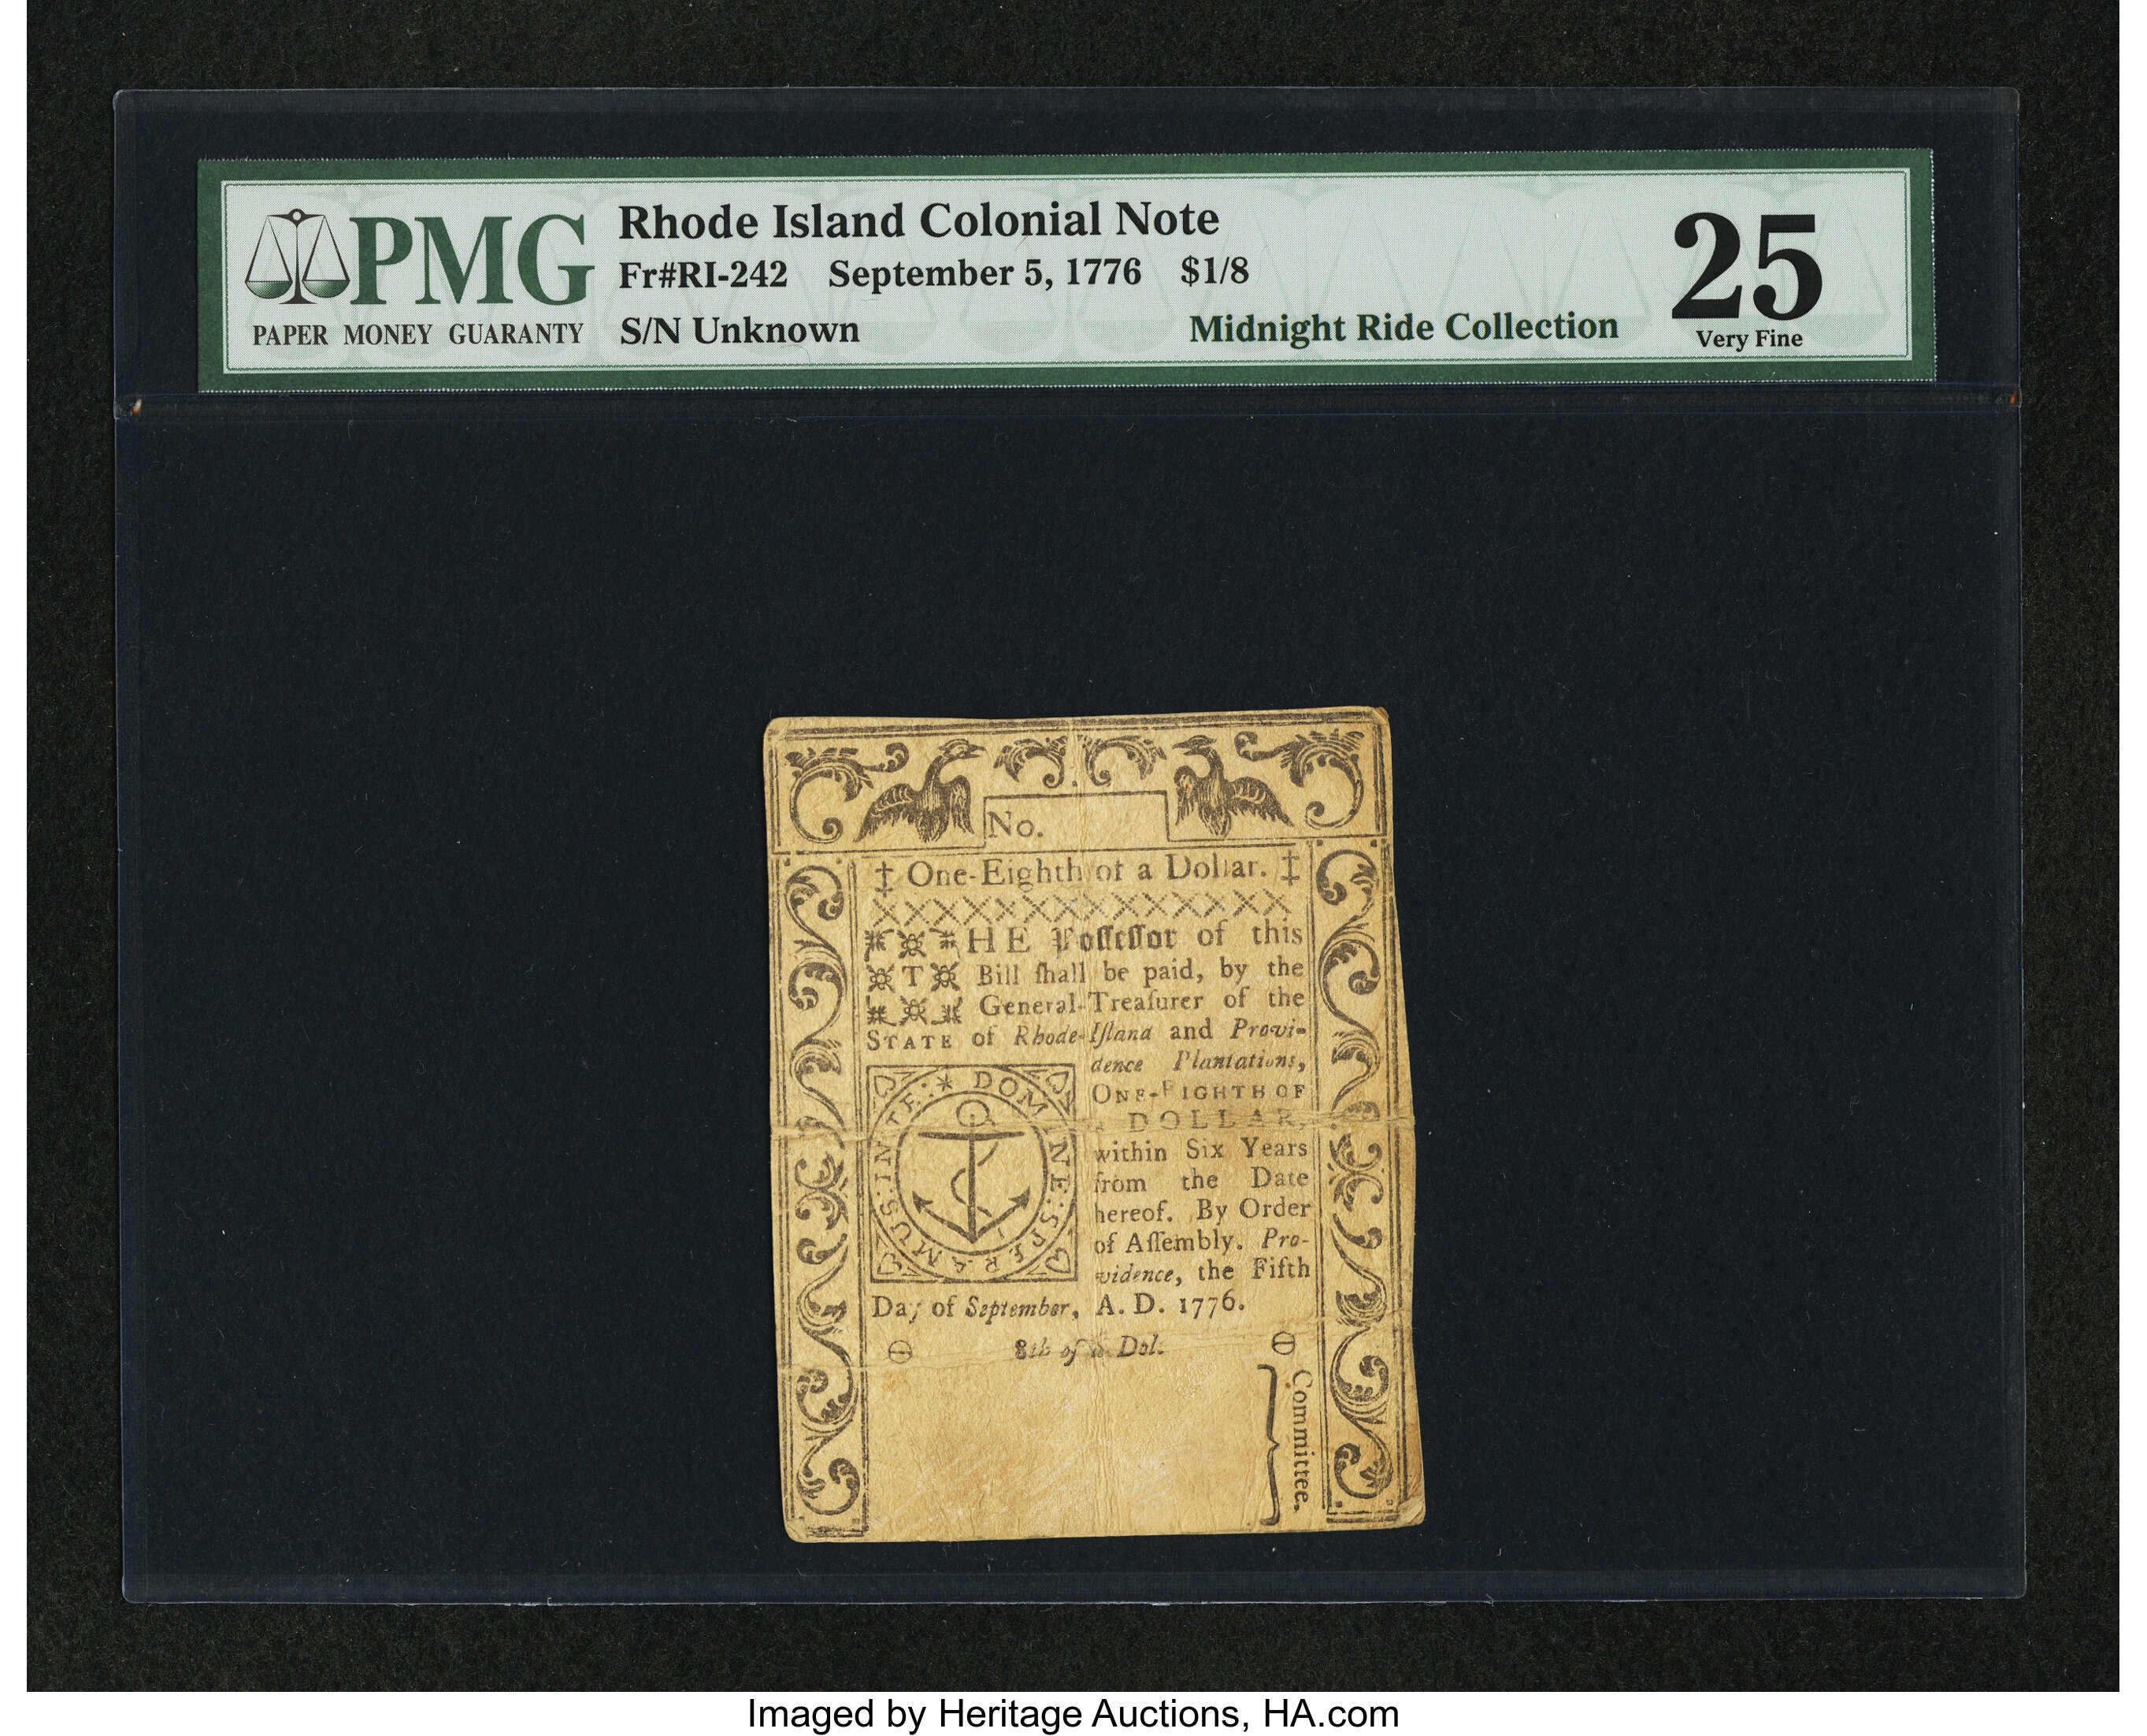 PMG
PAPER MONEY GUARANTY
Rhode Island Colonial Note
Fr#RI-242 September 5, 1776 $1/8
S/N Unknown
Midnight Ride Collection
25
Very Fine
No.
‡ One-Eighth of a Dollar. ‡
XXXXXXXXXXXXXX
THE Poſſeſſor of this
Bill ſhall be paid, by the
General-Treaſurer of the
STATE of Rhode-Iſland and Provi-
dence Plantations,
ONE-EIGHTH OF
DOLLAR
within Six Years
from the Date
hereof. By Order
of Aſſembly. Pro-
vidence, the Fifth
Day of September, A. D. 1776.
IN TE * DOMINE : SPERAMUS :
8th of a Dol.
Committee.
Imaged by Heritage Auctions, HA.com